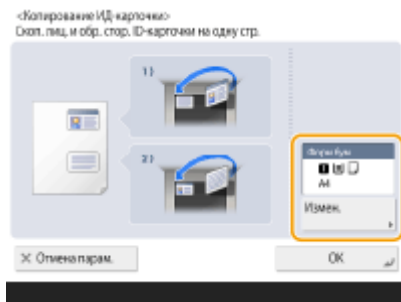 <Копирование ИД-карточки>
Скоп. лиц. и обр. стор. ID-карточки на одну стр.
1)
2)
A4
Измен.
× Отмена парам.
OK